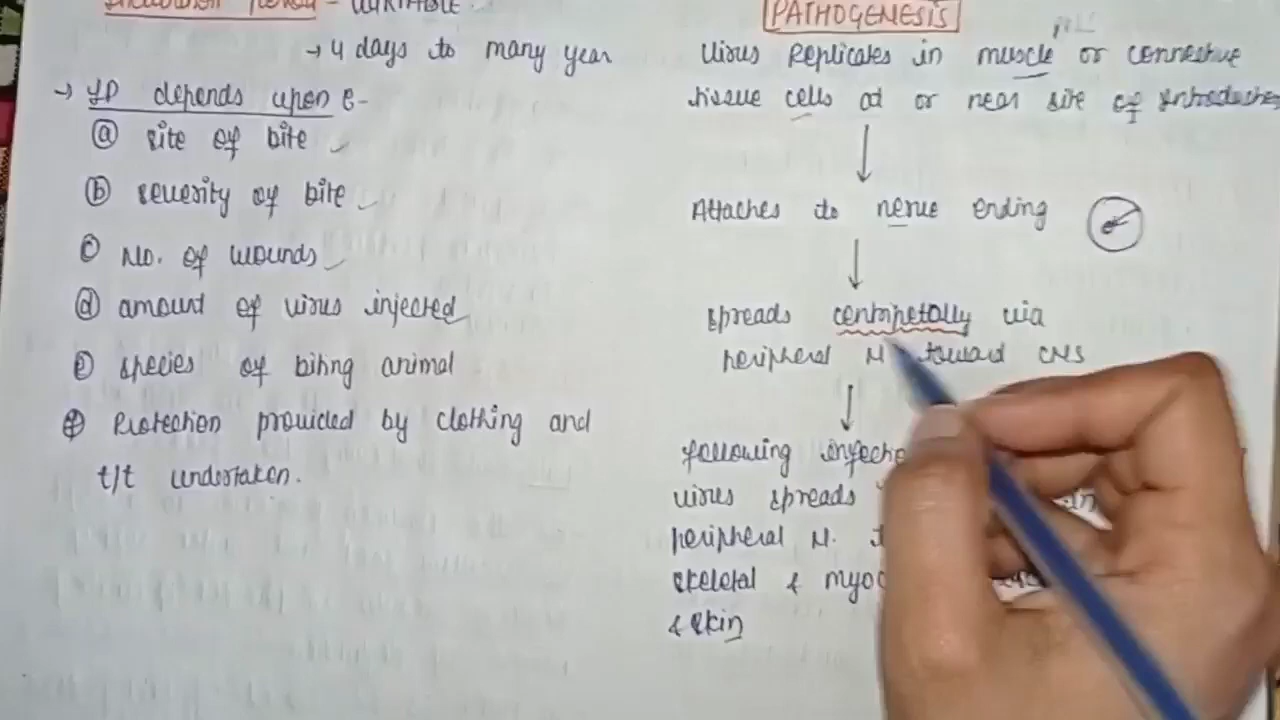 Incubation period - VARIABLE
→ 4 days to many year
→ IP depends upon :-
(a) site of bite
(b) severity of bite
(c) No. of wounds
(d) amount of virus injected
(e) species of biting animal
(f) Protection provided by clothing and
t/t undertaken.
PATHOGENESIS
Virus Replicates in muscle or connective
tissue cells at or near site of
↓
Attaches to nerve ending
↓
spreads centripetally via
peripheral N toward CNS
↓
following
virus spreads
peripheral N.
skeletal &
& skin